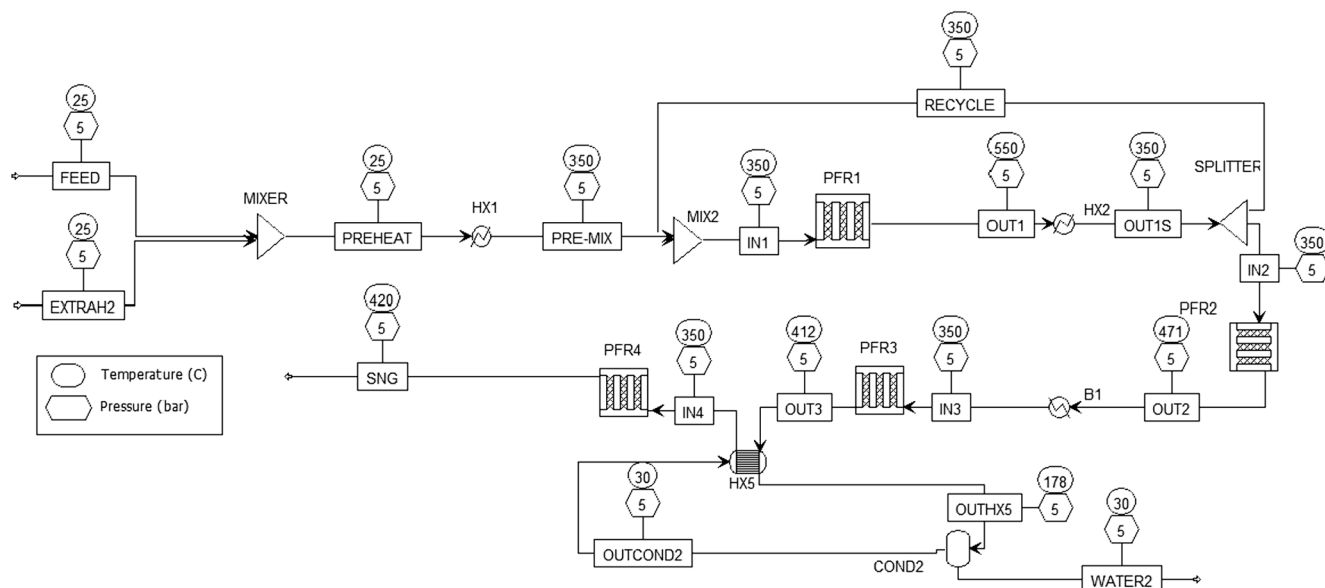 350
5
RECYCLE
25
5
FEED
25
5
PREHEAT
HX1
350
5
PRE-MIX
350
5
IN1
PFR1
550
5
OUT1
HX2
350
5
OUT1S
SPLITTER
MIXER
MIX2
350
5
IN2
25
5
EXTRAH2
420
5
SNG
PFR4
350
5
IN4
412
5
OUT3
PFR3
350
5
IN3
B1
471
5
OUT2
PFR2
Temperature (C)
Pressure (bar)
HX5
30
5
OUTCOND2
COND2
178
5
OUTHX5
30
5
WATER2